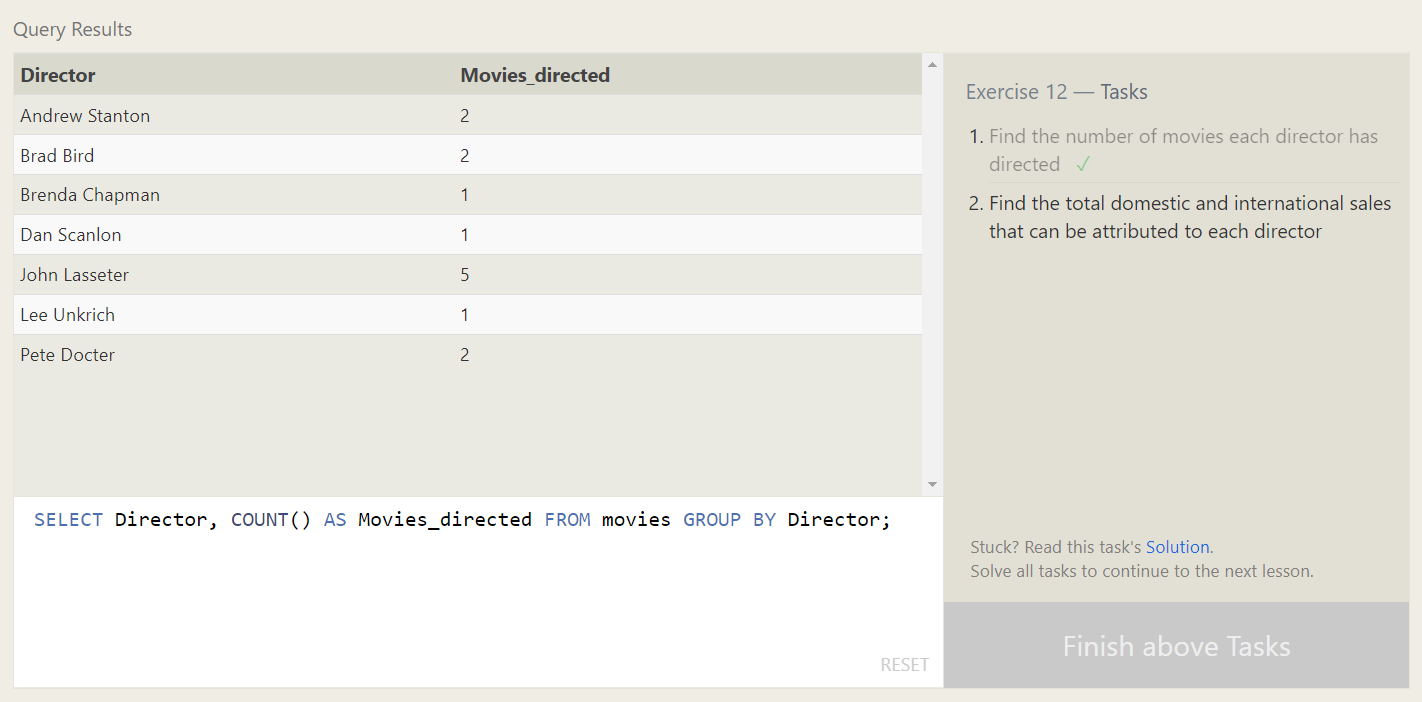 Query Results
Director Movies_directed
Andrew Stanton 2
Brad Bird 2
Brenda Chapman 1
Dan Scanlon 1
John Lasseter 5
Lee Unkrich 1
Pete Docter 2
SELECT Director, COUNT() AS Movies_directed FROM movies GROUP BY Director;
RESET
Exercise 12 — Tasks
1. Find the number of movies each director has
directed ✓
2. Find the total domestic and international sales
that can be attributed to each director
Stuck? Read this task's Solution.
Solve all tasks to continue to the next lesson.
Finish above Tasks